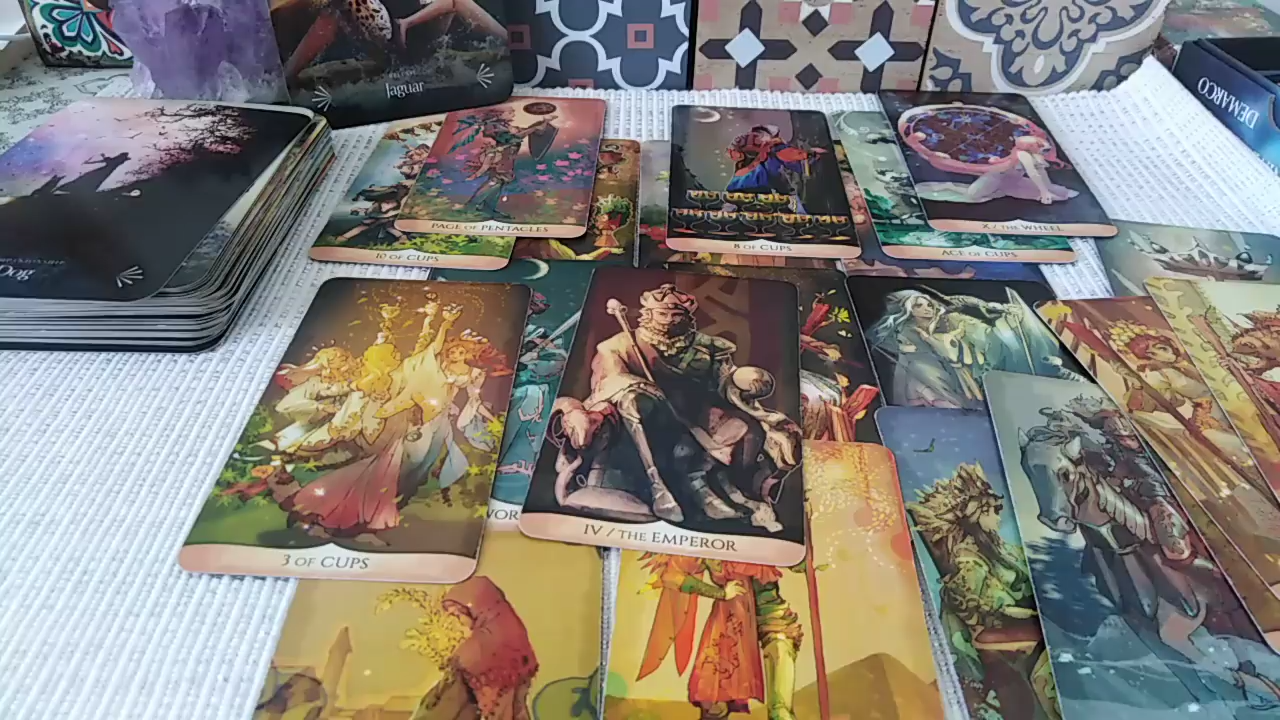 Jaguar
DEMARCO
Dog
PAGE OF PENTACLES
10 OF CUPS
8 OF CUPS
X / THE WHEEL
ACE OF CUPS
3 OF CUPS
WOR
IV / THE EMPEROR